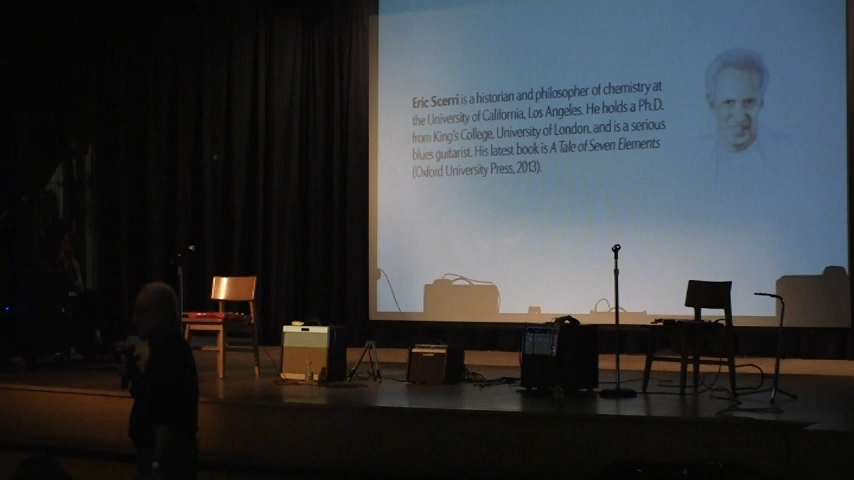 Eric Scerri is a historian and philosopher of chemistry at
the University of California, Los Angeles. He holds a Ph.D.
from King's College, University of London, and is a serious
blues guitarist. His latest book is A Tale of Seven Elements
(Oxford University Press, 2013).